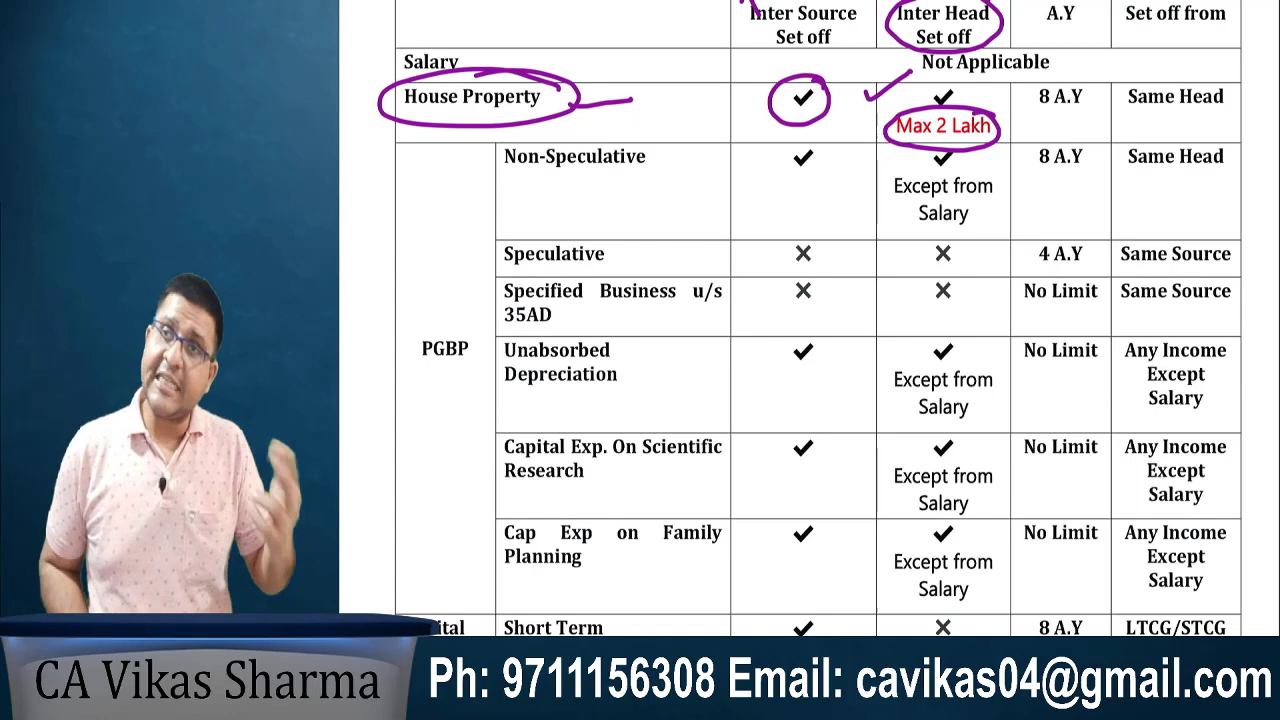 Inter Source Inter Head A.Y Set off from
Set off Set off
Salary Not Applicable
House Property ✔ ✔ 8 A.Y Same Head
Max 2 Lakh
Non-Speculative ✔ ✔ 8 A.Y Same Head
Except from
Salary
Speculative ✕ ✕ 4 A.Y Same Source
Specified Business u/s ✕ ✕ No Limit Same Source
35AD
PGBP
Unabsorbed ✔ ✔ No Limit Any Income
Depreciation Except from Except
Salary Salary
Capital Exp. On Scientific ✔ ✔ No Limit Any Income
Research Except from Except
Salary Salary
Cap Exp on Family ✔ ✔ No Limit Any Income
Planning Except from Except
Salary Salary
ital Short Term ✔ ✕ 8 A.Y LTCG/STCG
CA Vikas Sharma
Ph: 9711156308 Email: cavikas04@gmail.com